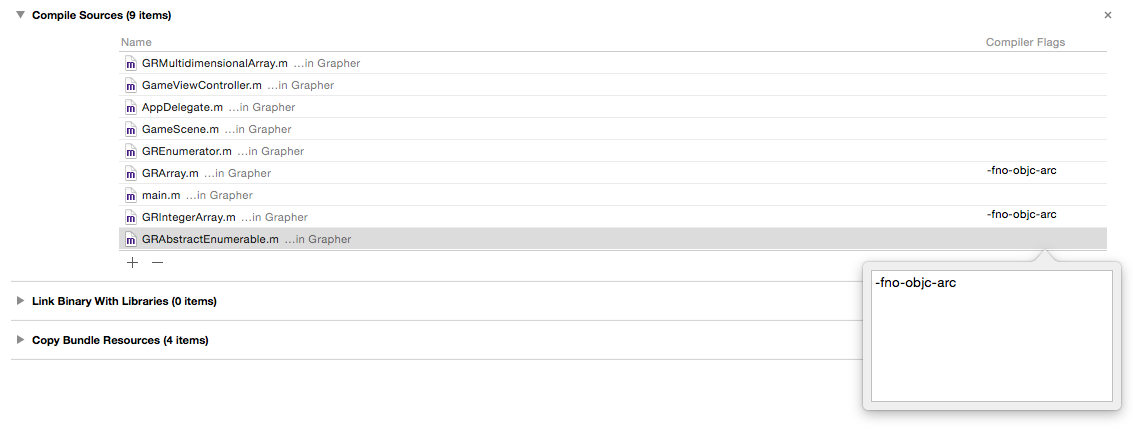 Compile Sources (9 items)
Name Compiler Flags
m GRMultidimensionalArray.m ...in Grapher
m GameViewController.m ...in Grapher
m AppDelegate.m ...in Grapher
m GameScene.m ...in Grapher
m GREnumerator.m ...in Grapher
m GRArray.m ...in Grapher -fno-objc-arc
m main.m ...in Grapher
m GRIntegerArray.m ...in Grapher -fno-objc-arc
m GRAbstractEnumerable.m ...in Grapher
-fno-objc-arc
Link Binary With Libraries (0 items)
Copy Bundle Resources (4 items)